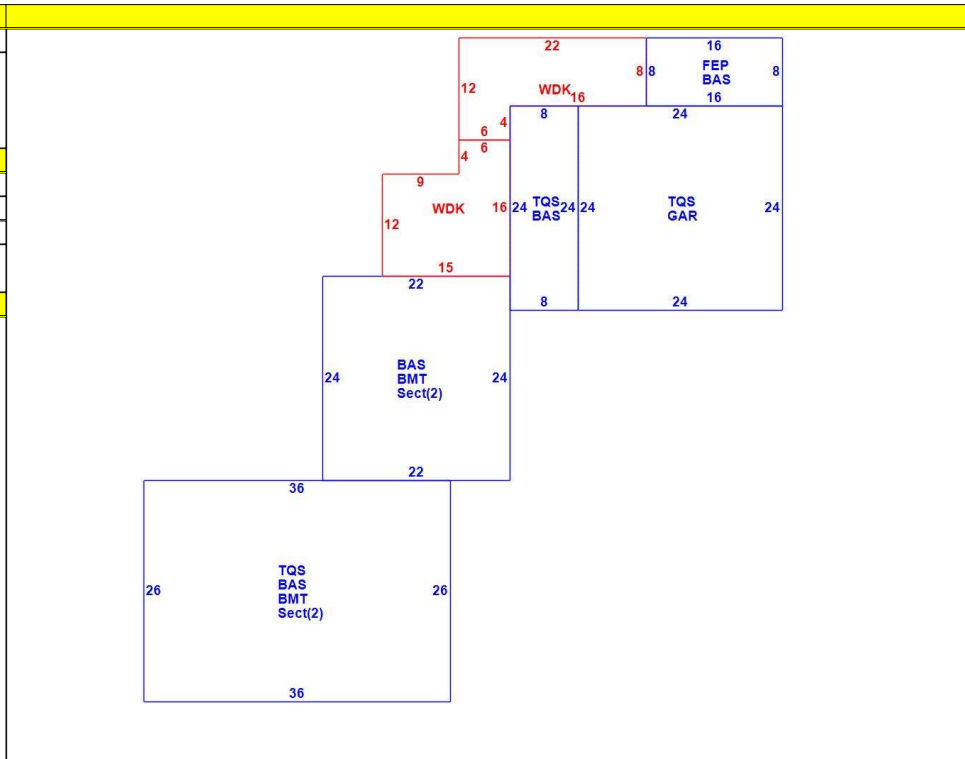 22
16
8 8 FEP 8
BAS
12 WDK 16 16
4 8 24
6
6
4
9
24 TQS 24 24 TQS 24
BAS GAR
WDK 16
12
15
22
8 24
24 BAS 24
BMT
Sect(2)
22
36
TQS
26 BAS 26
BMT
Sect(2)
36